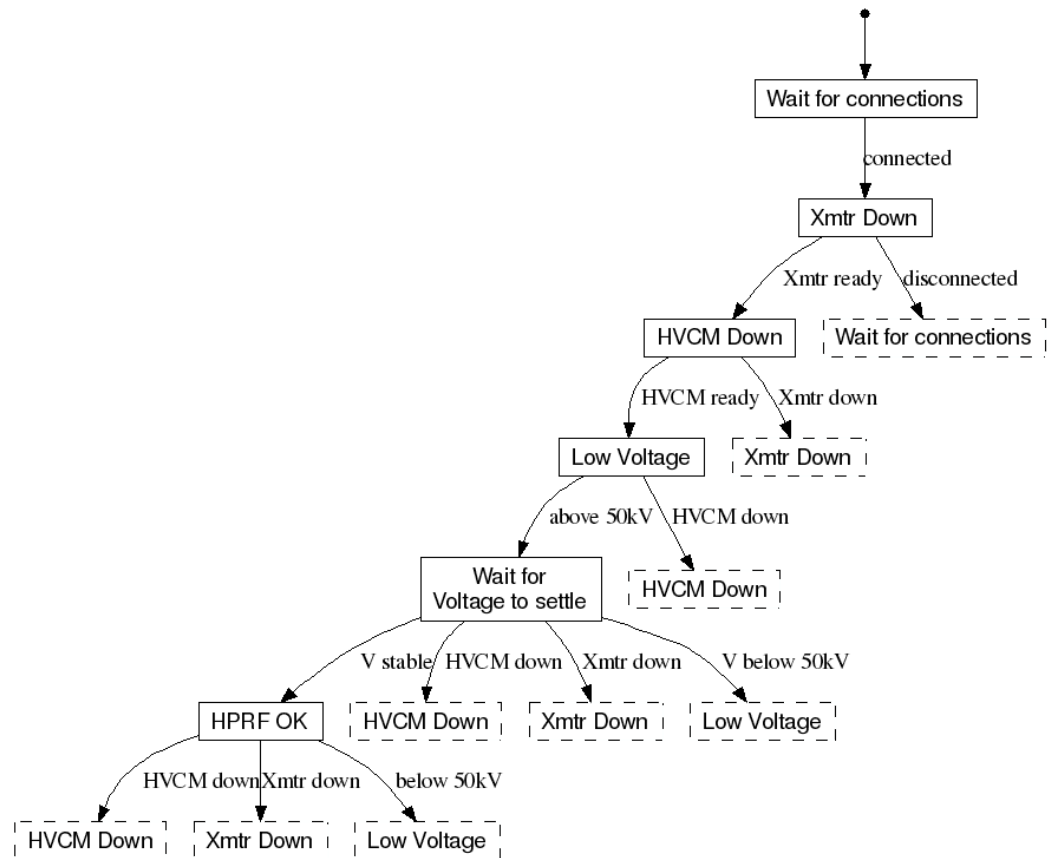 Wait for connections
connected
Xmtr Down
Xmtr ready
disconnected
HVCM Down
Wait for connections
HVCM ready
Xmtr down
Low Voltage
Xmtr Down
above 50kV
HVCM down
Wait for
Voltage to settle
HVCM Down
V stable
HVCM down
Xmtr down
V below 50kV
HPRF OK
HVCM Down
Xmtr Down
Low Voltage
HVCM down
Xmtr down
below 50kV
HVCM Down
Xmtr Down
Low Voltage